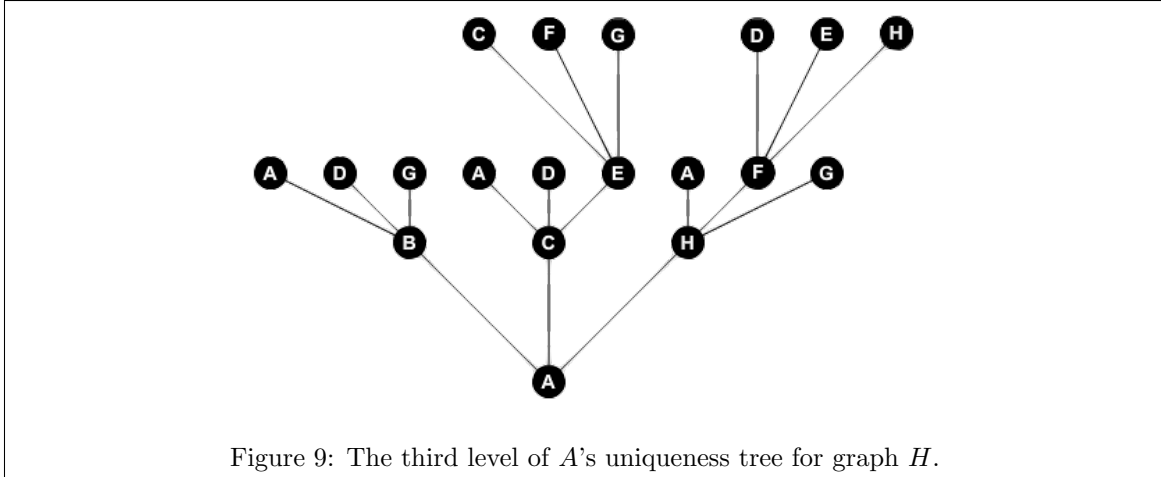 C F G D E H
A D G A D E A F G
B C H
A
Figure 9: The third level of A's uniqueness tree for graph H.